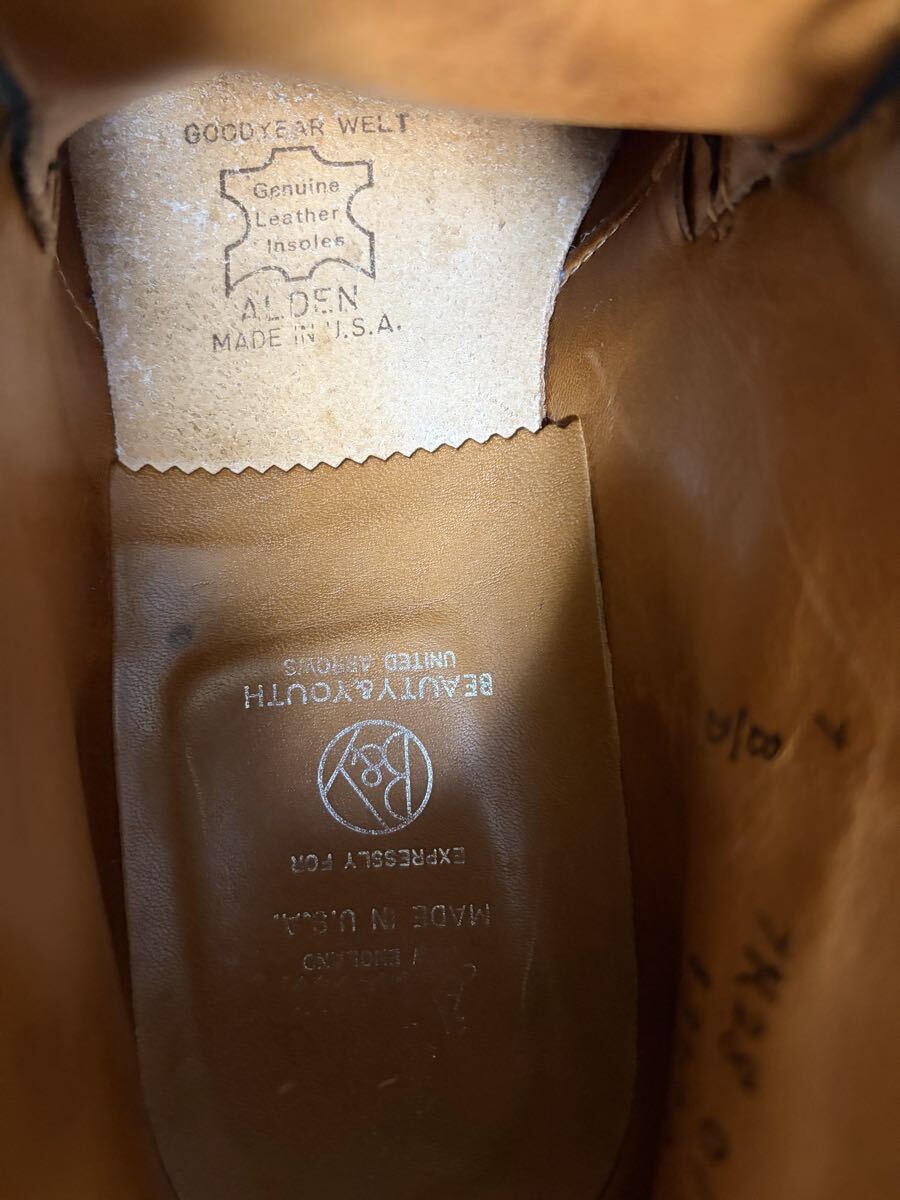 GOODYEAR WELT
Genuine
Leather
Insoles
ALDEN
MADE IN U.S.A.
MADE IN U.S.A.
EXPRESSLY FOR
B&Y
BEAUTY&YOUTH
UNITED ARROWS